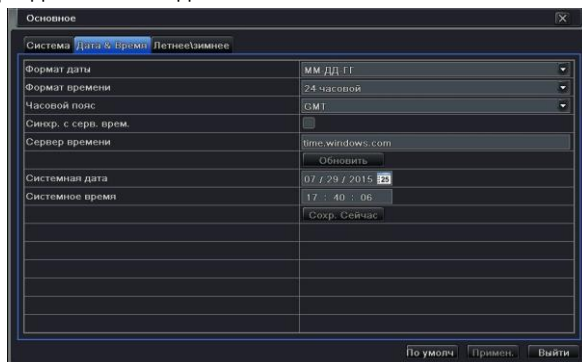 Основное
Система Дата & Время Летнее\зимнее
Формат даты ММ ДД ГГ
Формат времени 24 часовой
Часовой пояс GMT
Синхр. с серв. врем.
Сервер времени time.windows.com
Обновить
Системная дата 07 / 29 / 2015 25
Системное время 17 : 40 : 06
Сохр. Сейчас
По умолч Примен. Выйти